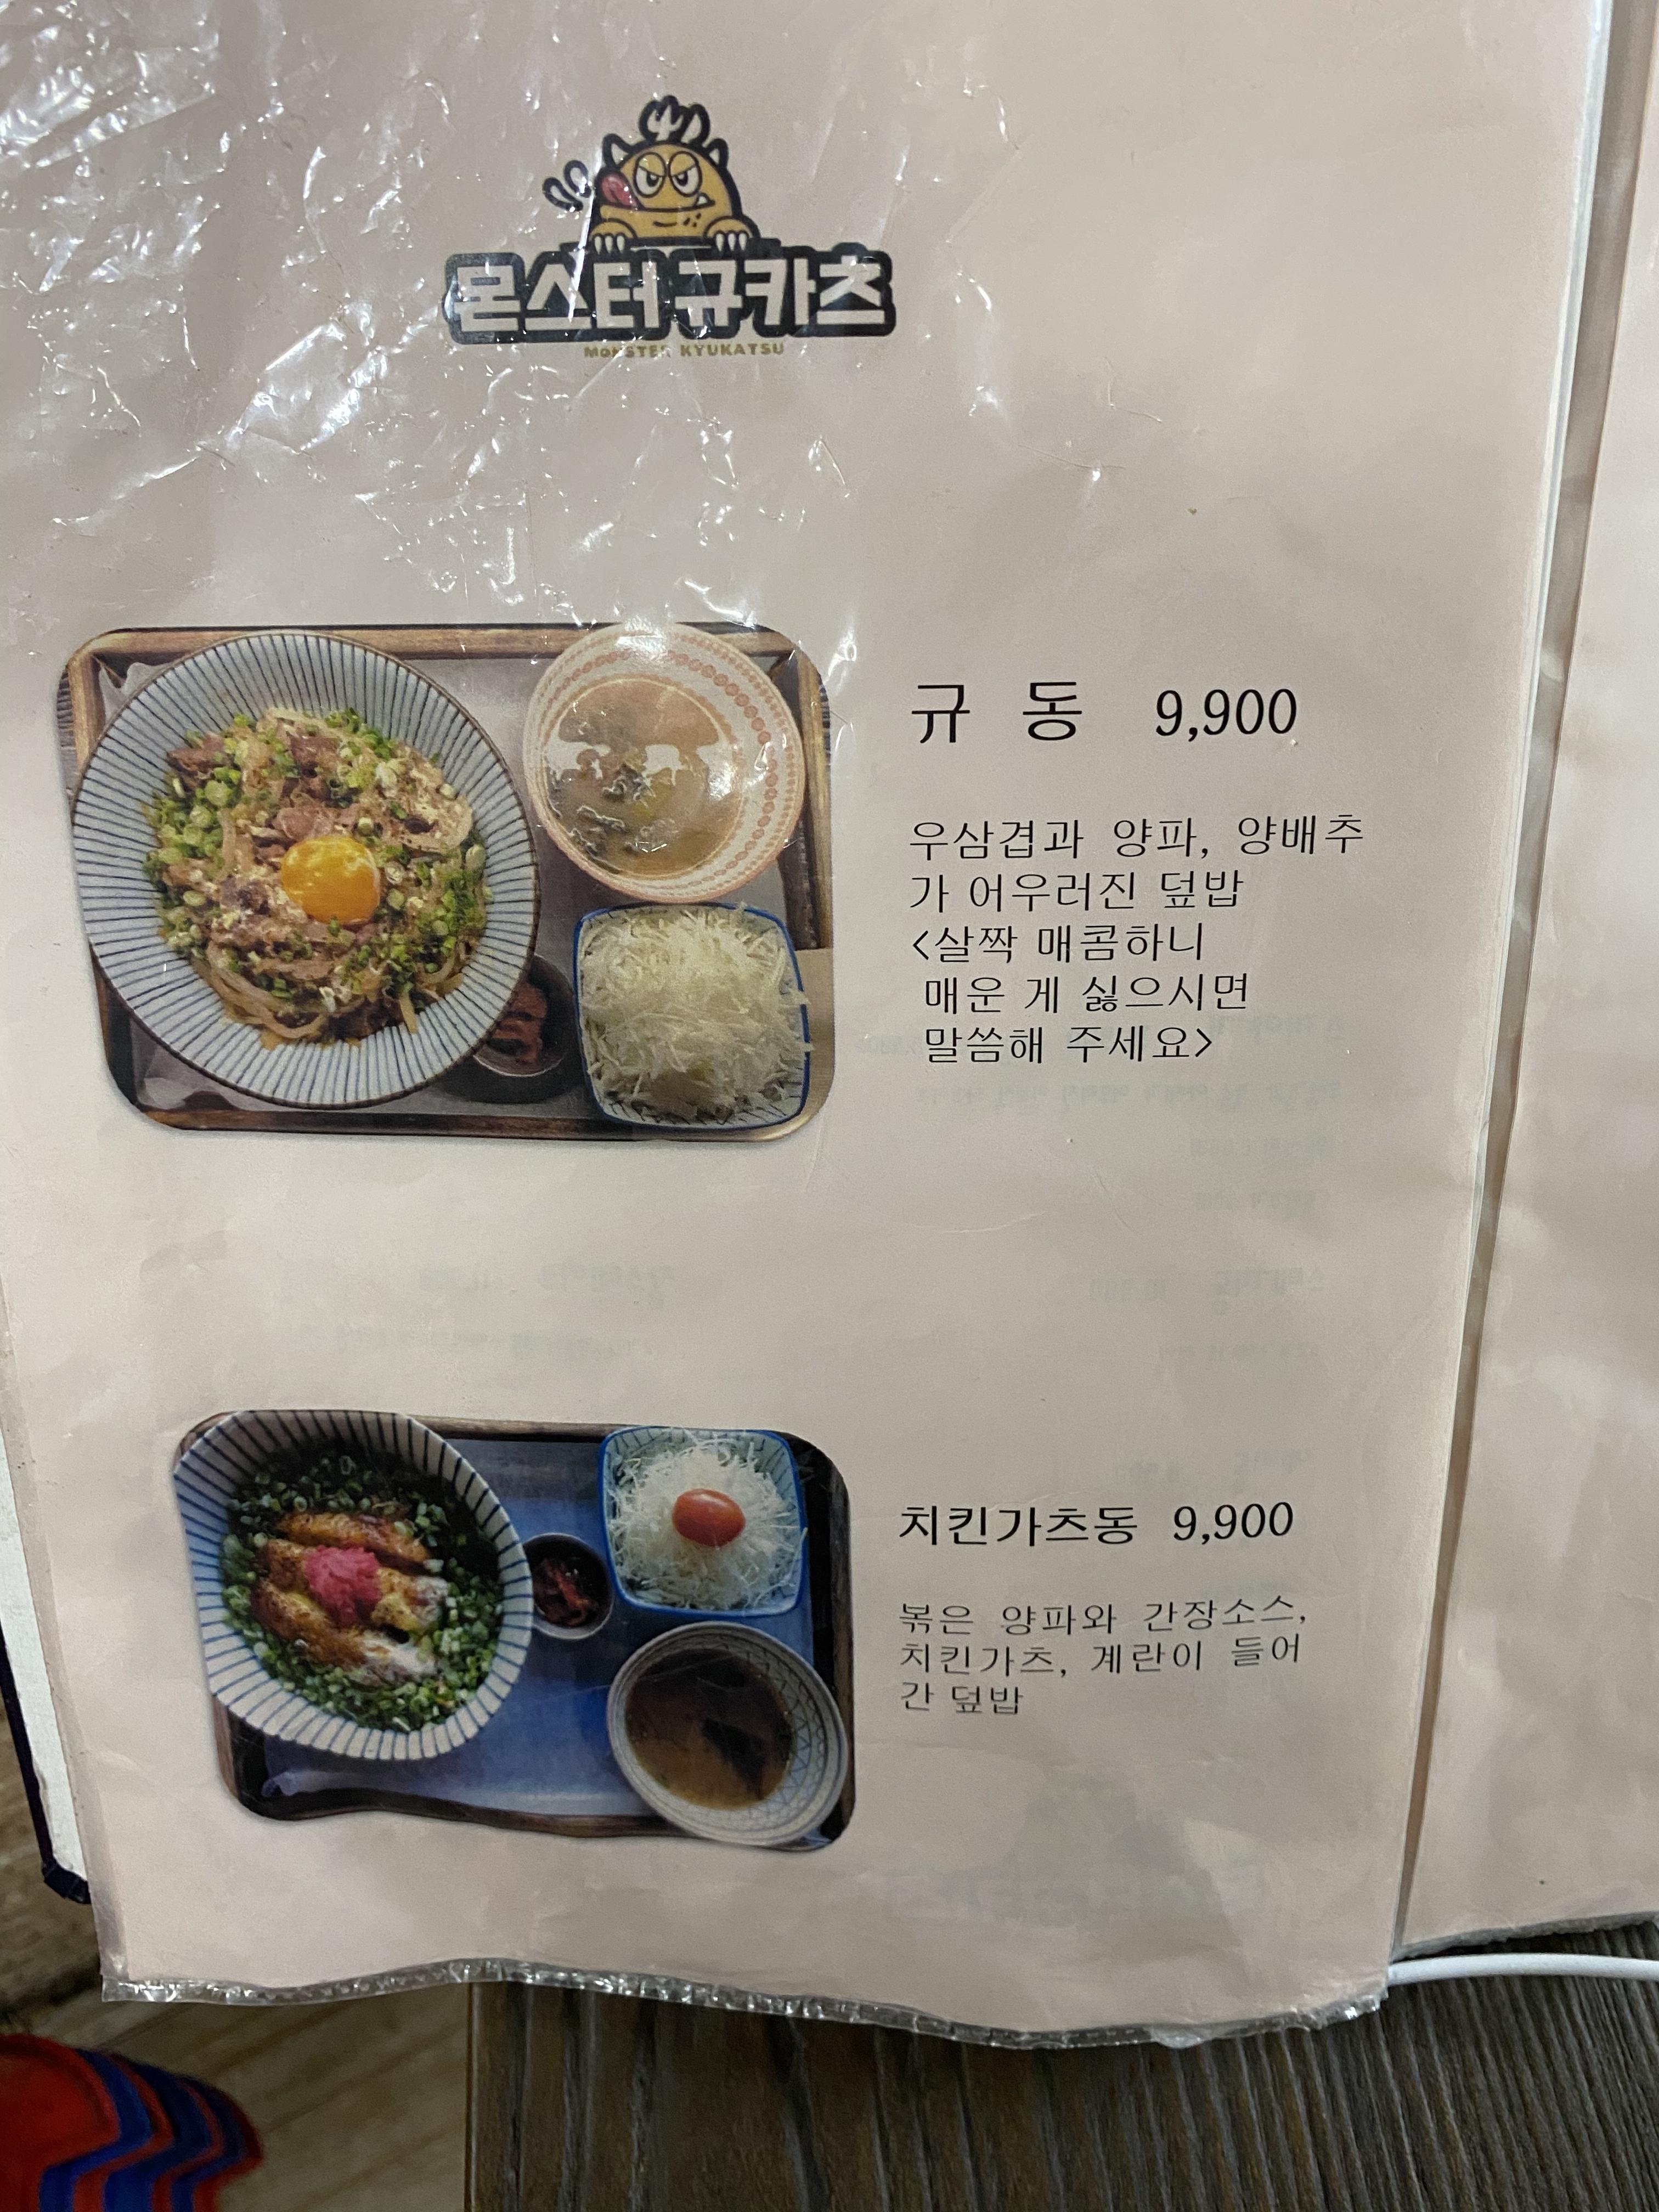 몬스터규카츠
MONSTER KYUKATSU
규 동 9,900
우삼겹과 양파, 양배추
가 어우러진 덮밥
<살짝 매콤하니
매운 게 싫으시면
말씀해 주세요>
치킨가츠동 9,900
볶은 양파와 간장소스,
치킨가츠, 계란이 들어
간 덮밥